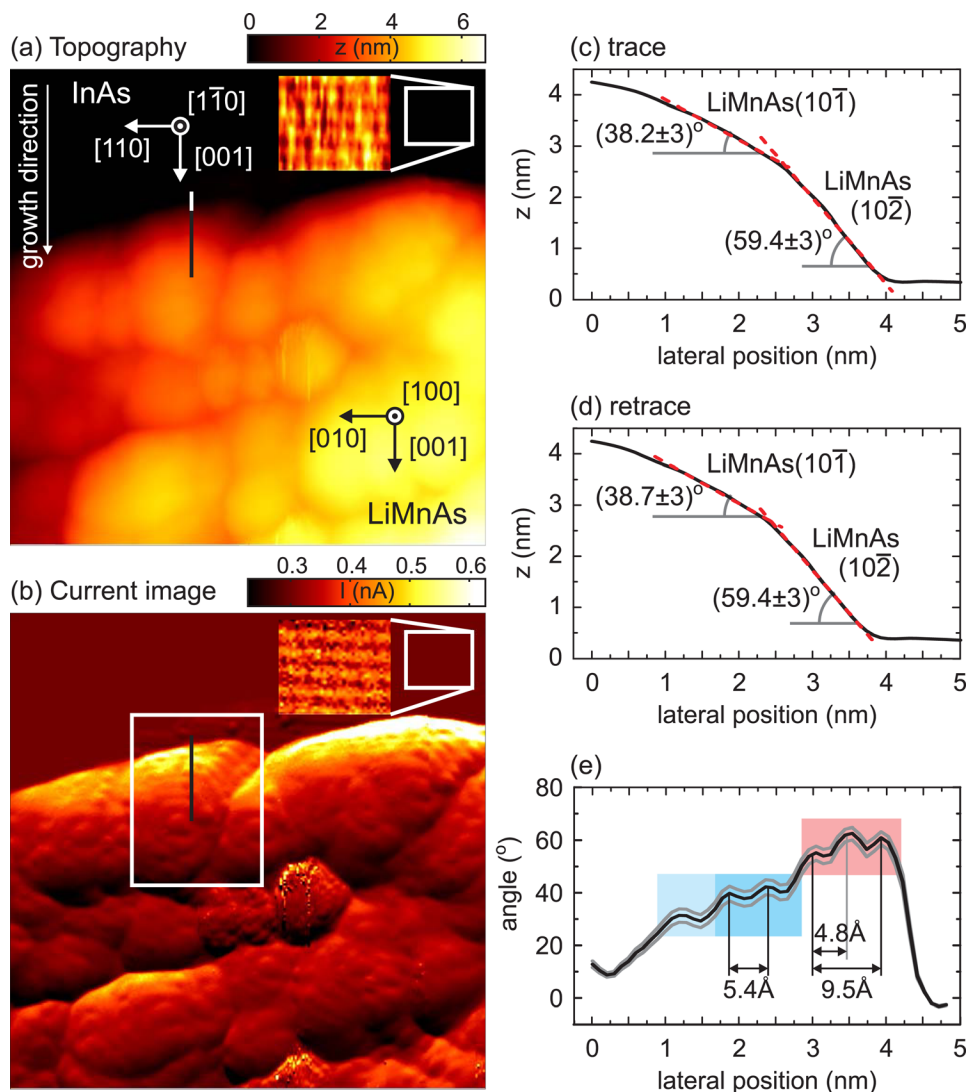 (a) Topography
0 2 4 6
z (nm)
InAs
[11̅0]
[110]
[001]
growth direction
[100]
[010]
[001]
LiMnAs
(b) Current image
0.3 0.4 0.5 0.6
I (nA)
(c) trace
LiMnAs(101̅)
(38.2±3)°
LiMnAs
(102̅)
(59.4±3)°
z (nm)
4
3
2
1
0
0 1 2 3 4 5
lateral position (nm)
(d) retrace
LiMnAs(101̅)
(38.7±3)°
LiMnAs
(102̅)
(59.4±3)°
z (nm)
4
3
2
1
0
0 1 2 3 4 5
lateral position (nm)
(e)
angle (°)
80
60
40
20
0
4.8Å
5.4Å
9.5Å
0 1 2 3 4 5
lateral position (nm)